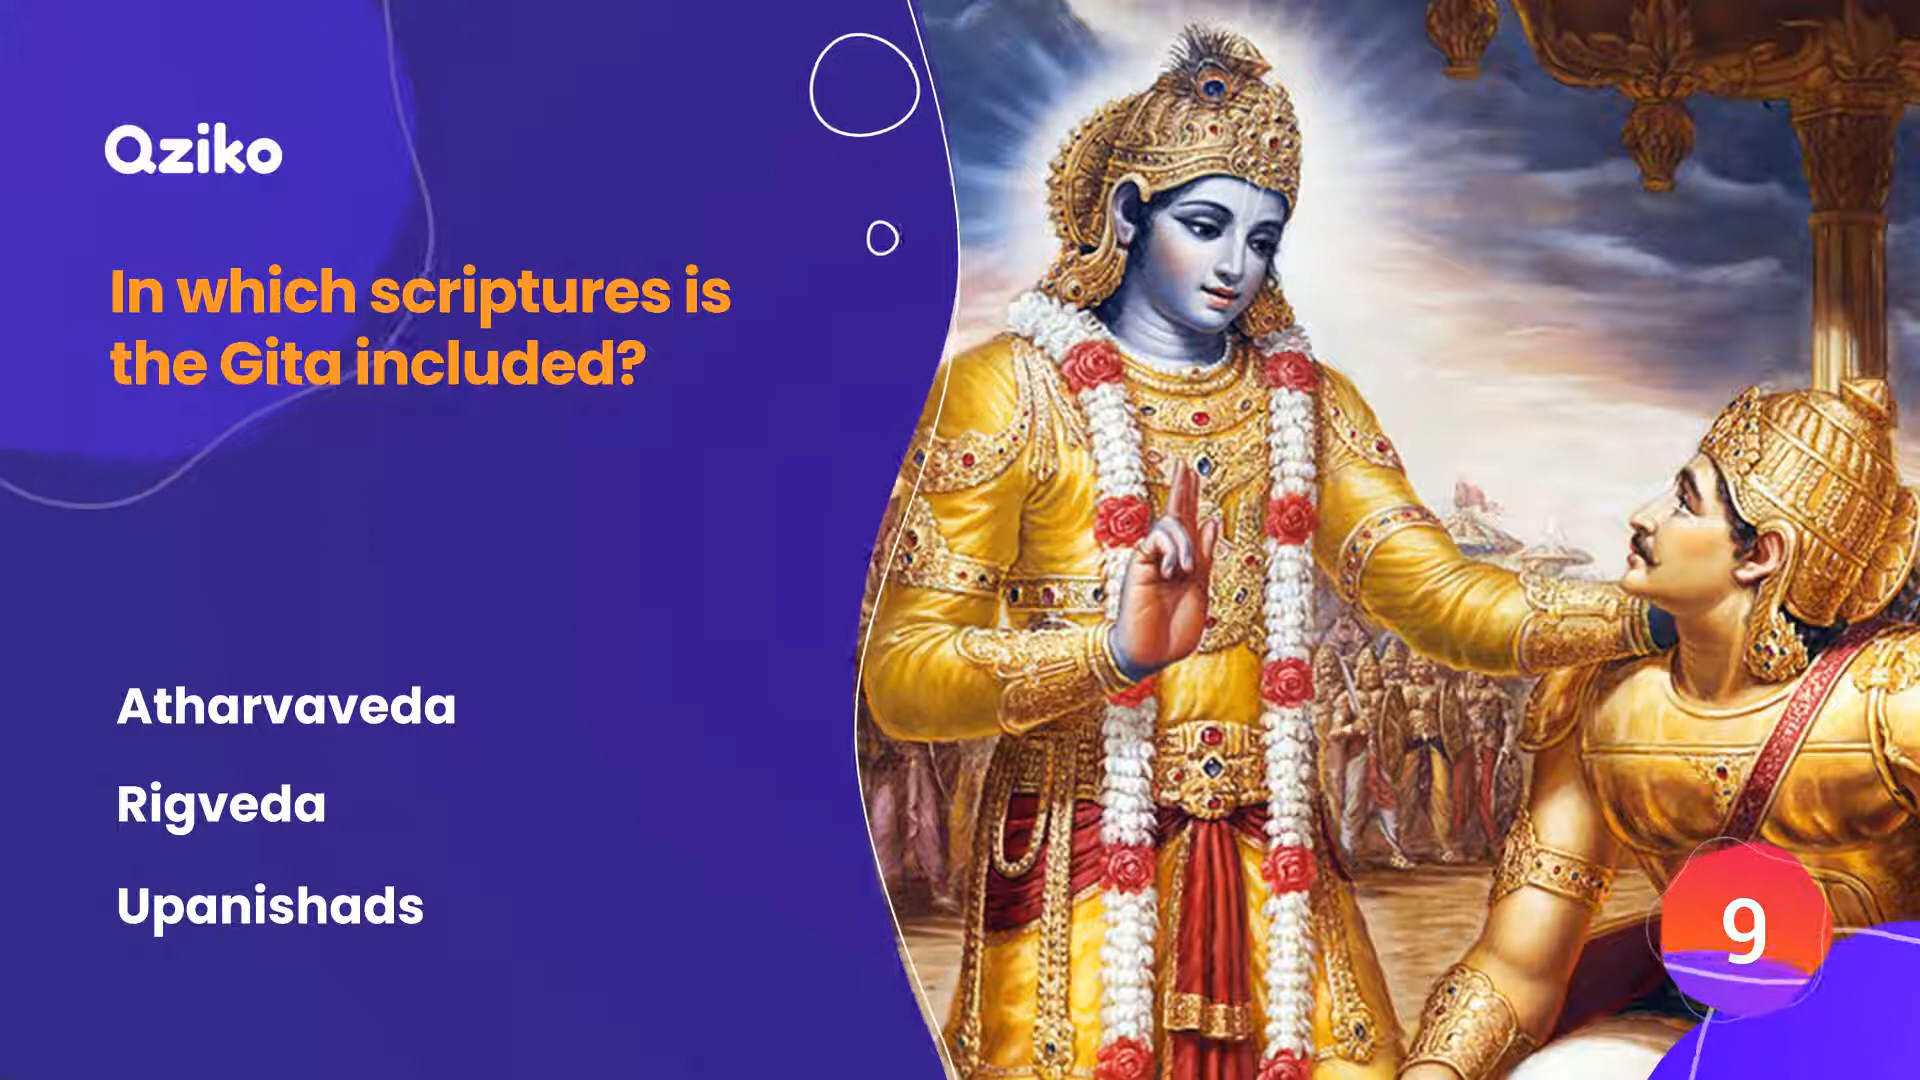 Qziko
In which scriptures is
the Gita included?
Atharvaveda
Rigveda
Upanishads
9